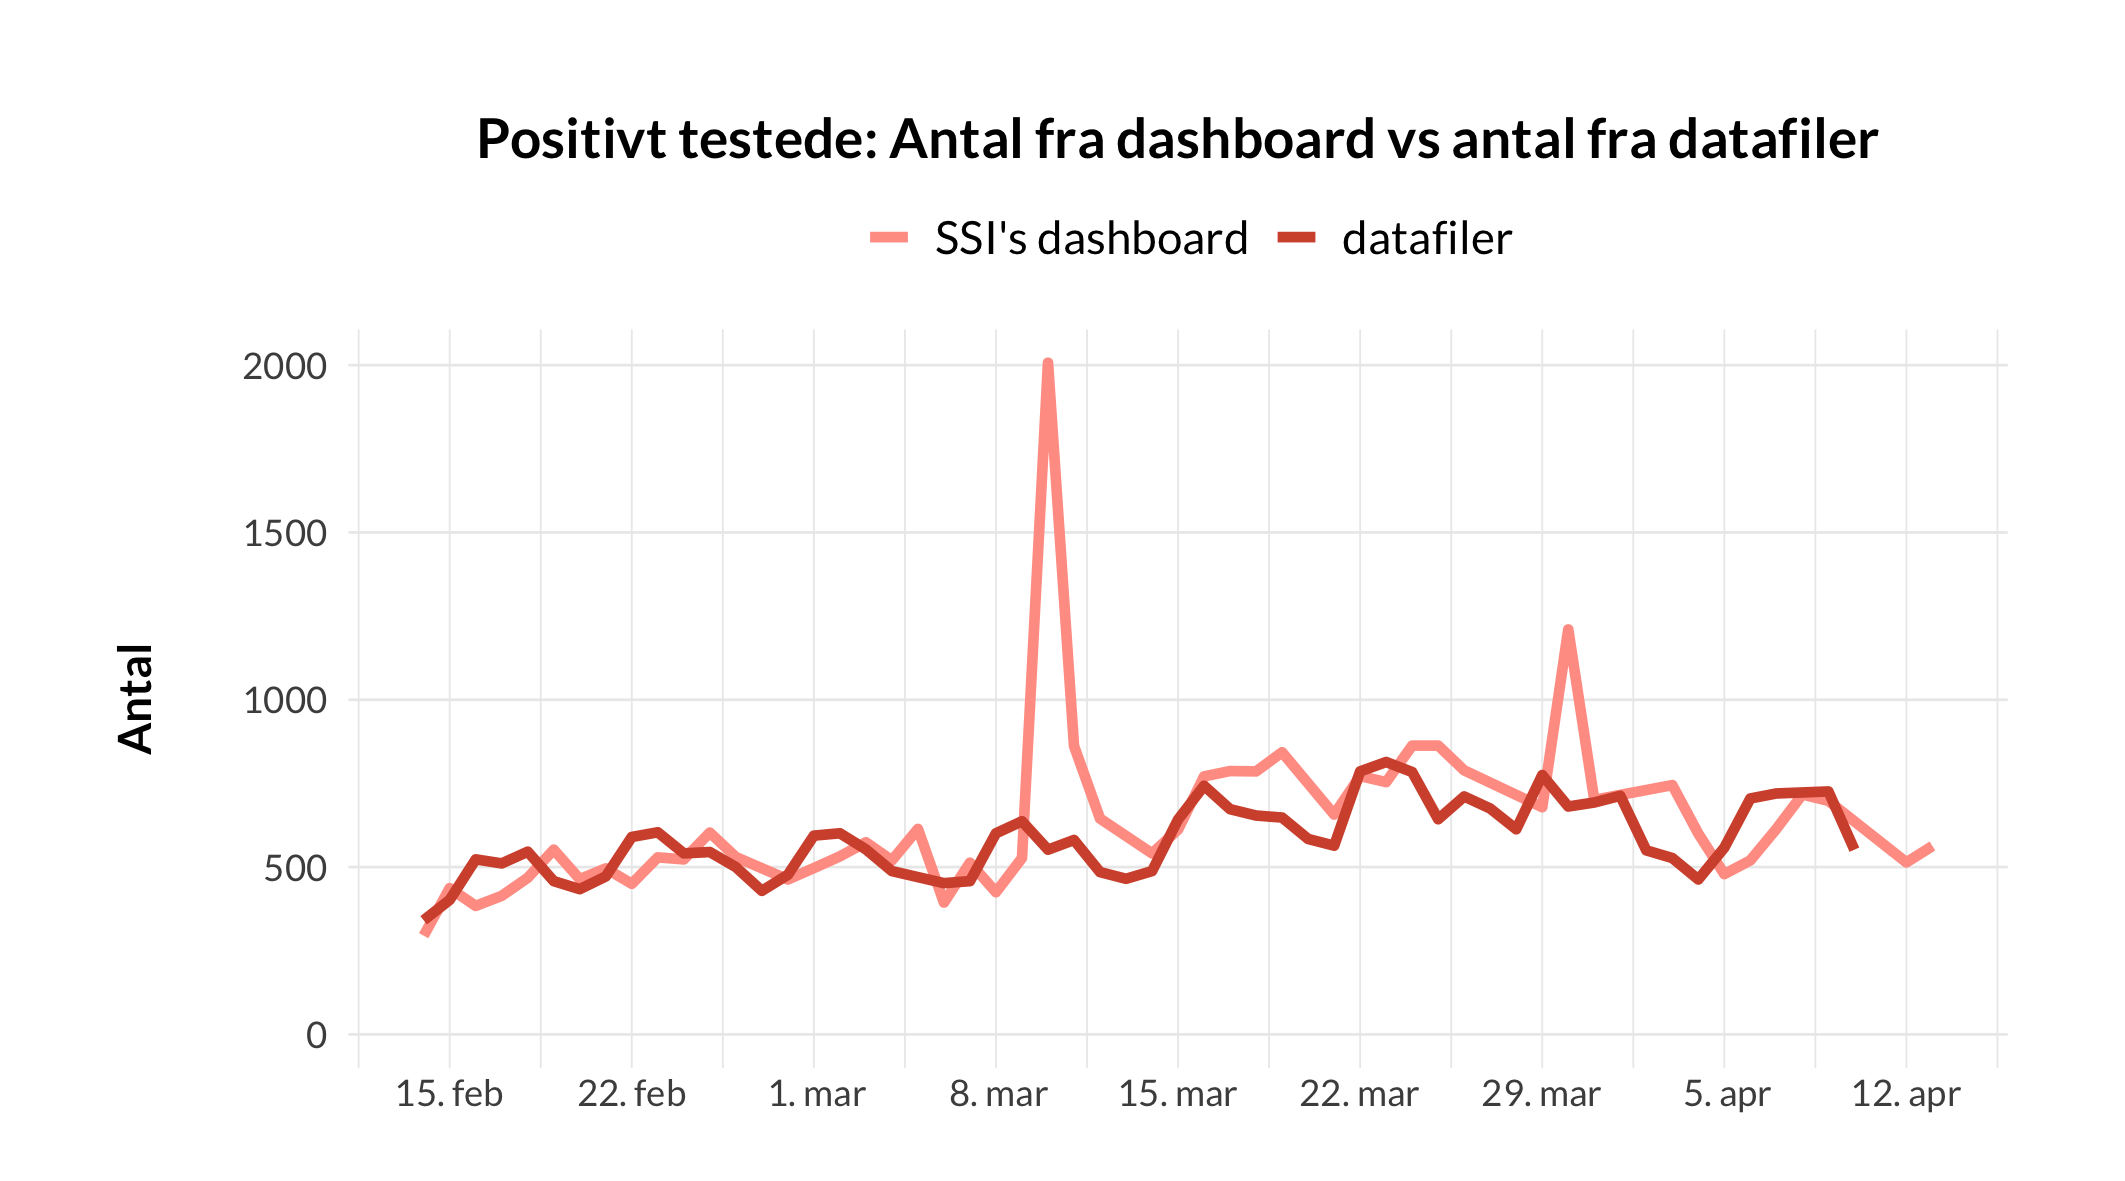 Positivt testede: Antal fra dashboard vs antal fra datafiler
SSI's dashboard datafiler
Antal
2000
1500
1000
500
0
15. feb 22. feb 1. mar 8. mar 15. mar 22. mar 29. mar 5. apr 12. apr